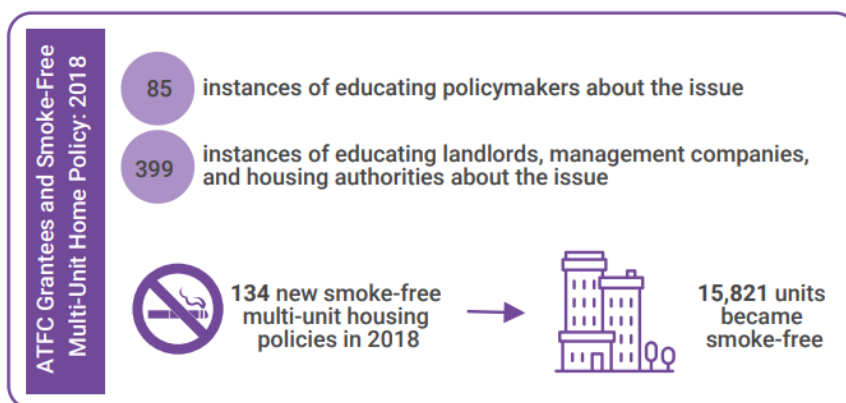 ATFC Grantees and Smoke-Free
Multi-Unit Home Policy: 2018
85
instances of educating policymakers about the issue
399
instances of educating landlords, management companies,
and housing authorities about the issue
134 new smoke-free
multi-unit housing
policies in 2018
15,821 units
became
smoke-free